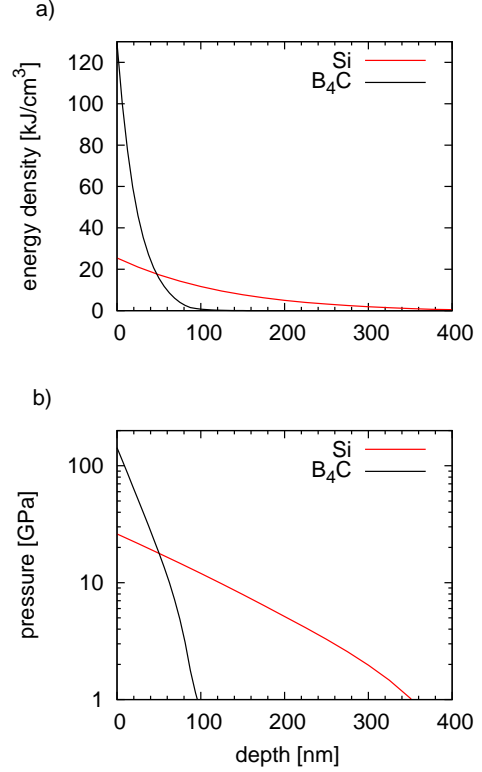 a)
energy density [kJ/cm³]
120
100
80
60
40
20
0
Si
B₄C
0 100 200 300 400
b)
pressure [GPa]
100
10
1
Si
B₄C
0 100 200 300 400
depth [nm]